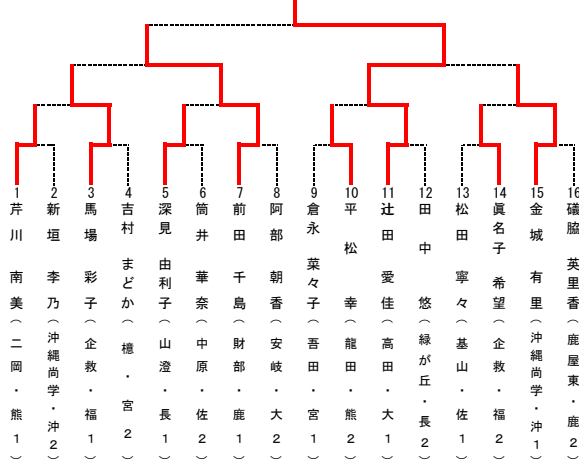 1 芹川 南美（二岡・熊1）
2 新垣 李乃（沖縄尚学・沖2）
3 馬場 彩子（企救・福1）
4 吉村 まどか（檍・宮2）
5 深見 由利子（山澄・長1）
6 筒井 華奈（中原・佐2）
7 前田 千島（財部・鹿1）
8 阿部 朝香（安岐・大2）
9 倉永 菜々子（吾田・宮1）
10 平松 幸（龍田・熊2）
11 辻田 愛佳（高田・大1）
12 田中 悠（緑が丘・長2）
13 松田 寧々（基山・佐1）
14 眞名子 希望（企救・福2）
15 金城 有里（沖縄尚学・沖1）
16 礒脇 英里香（鹿屋東・鹿2）